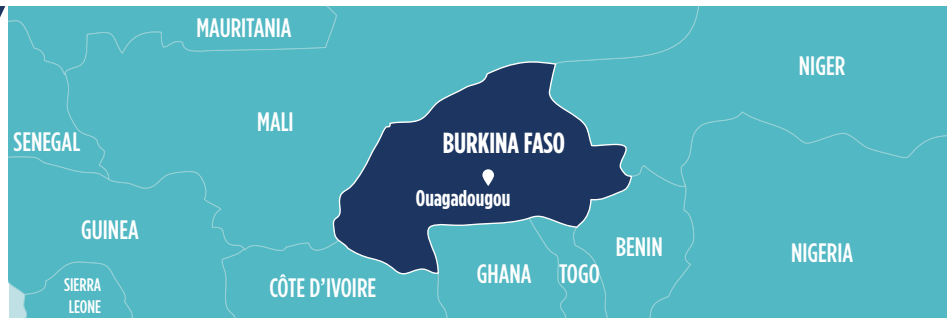 MAURITANIA
NIGER
MALI
SENEGAL
BURKINA FASO
Ouagadougou
GUINEA
BENIN
NIGERIA
GHANA
TOGO
CÔTE D’IVOIRE
SIERRA
LEONE